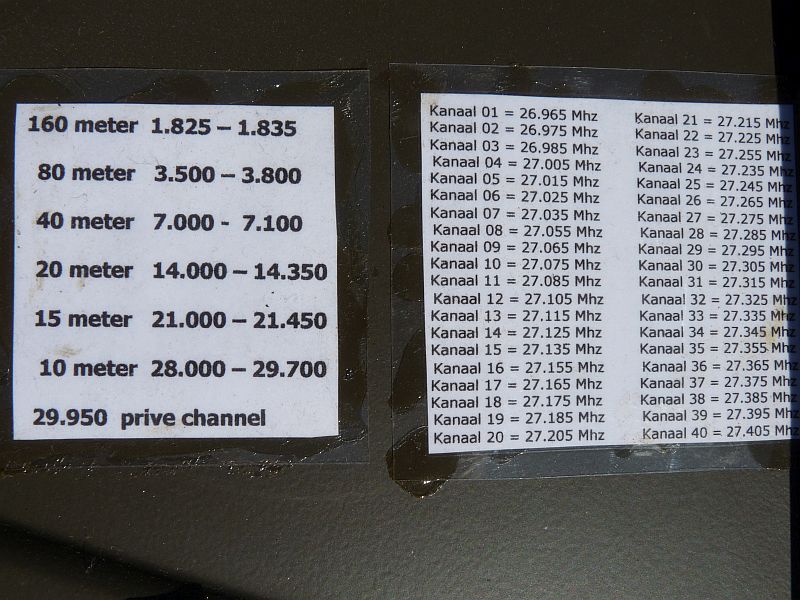 160 meter 1.825 – 1.835
80 meter 3.500 – 3.800
40 meter 7.000 - 7.100
20 meter 14.000 – 14.350
15 meter 21.000 – 21.450
10 meter 28.000 – 29.700
29.950 prive channel
Kanaal 01 = 26.965 Mhz
Kanaal 02 = 26.975 Mhz
Kanaal 03 = 26.985 Mhz
Kanaal 04 = 27.005 Mhz
Kanaal 05 = 27.015 Mhz
Kanaal 06 = 27.025 Mhz
Kanaal 07 = 27.035 Mhz
Kanaal 08 = 27.055 Mhz
Kanaal 09 = 27.065 Mhz
Kanaal 10 = 27.075 Mhz
Kanaal 11 = 27.085 Mhz
Kanaal 12 = 27.105 Mhz
Kanaal 13 = 27.115 Mhz
Kanaal 14 = 27.125 Mhz
Kanaal 15 = 27.135 Mhz
Kanaal 16 = 27.155 Mhz
Kanaal 17 = 27.165 Mhz
Kanaal 18 = 27.175 Mhz
Kanaal 19 = 27.185 Mhz
Kanaal 20 = 27.205 Mhz
Kanaal 21 = 27.215 Mhz
Kanaal 22 = 27.225 Mhz
Kanaal 23 = 27.255 Mhz
Kanaal 24 = 27.235 Mhz
Kanaal 25 = 27.245 Mhz
Kanaal 26 = 27.265 Mhz
Kanaal 27 = 27.275 Mhz
Kanaal 28 = 27.285 Mhz
Kanaal 29 = 27.295 Mhz
Kanaal 30 = 27.305 Mhz
Kanaal 31 = 27.315 Mhz
Kanaal 32 = 27.325 Mhz
Kanaal 33 = 27.335 Mhz
Kanaal 34 = 27.345 Mhz
Kanaal 35 = 27.355 Mhz
Kanaal 36 = 27.365 Mhz
Kanaal 37 = 27.375 Mhz
Kanaal 38 = 27.385 Mhz
Kanaal 39 = 27.395 Mhz
Kanaal 40 = 27.405 Mhz